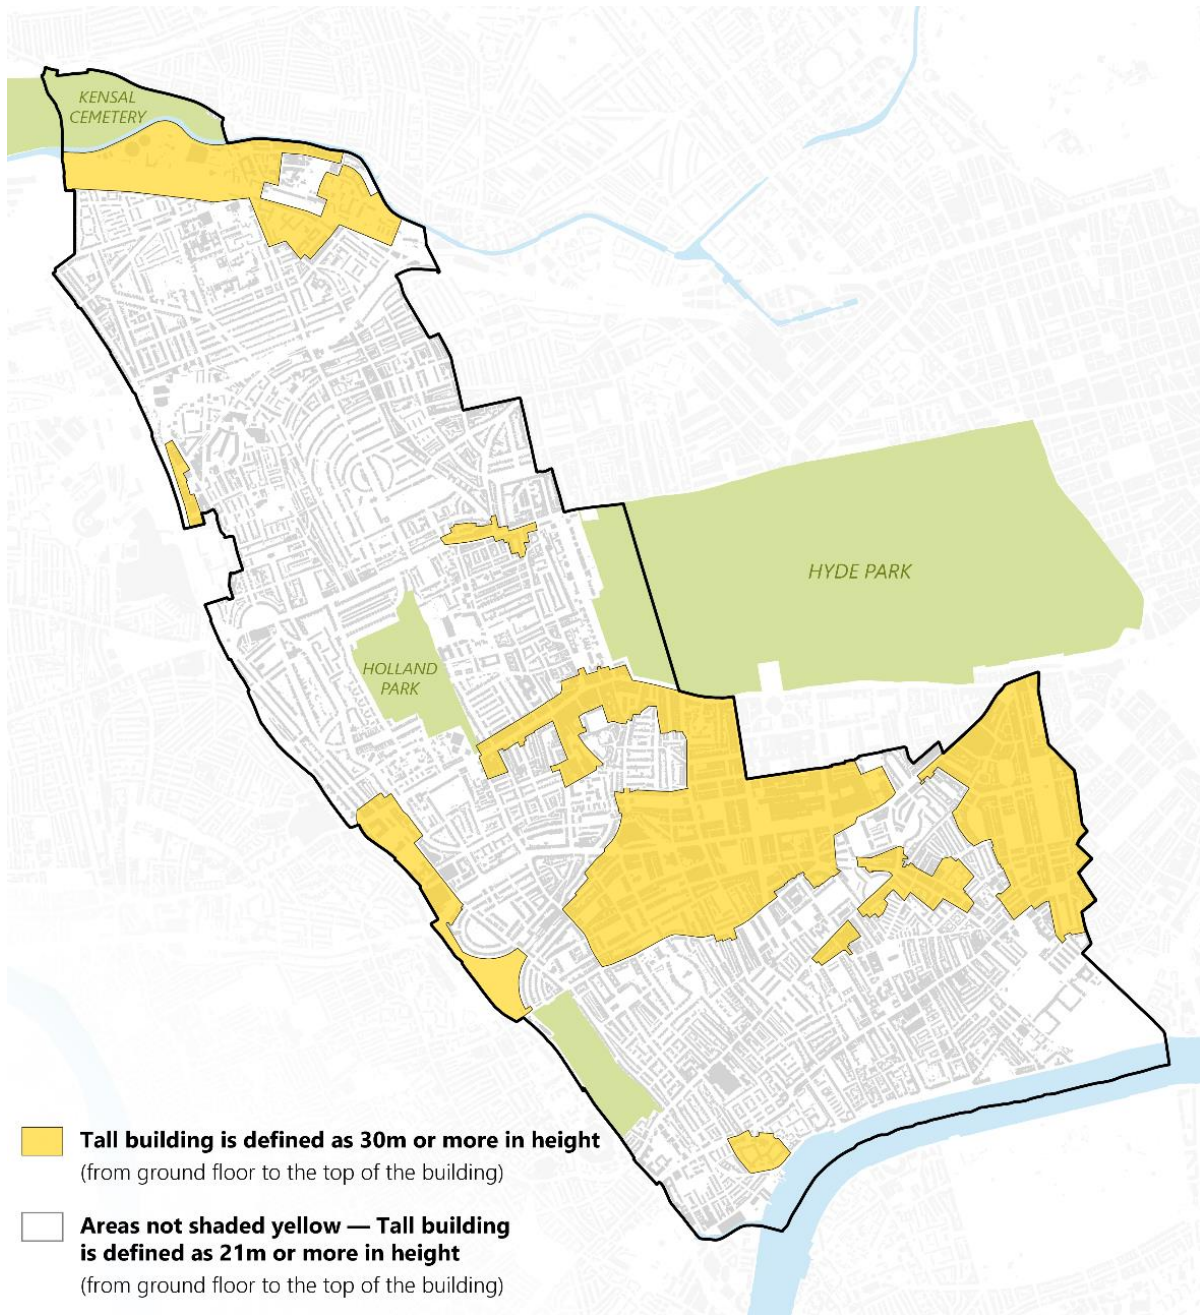 KENSAL
CEMETERY
HYDE PARK
HOLLAND
PARK
Tall building is defined as 30m or more in height
(from ground floor to the top of the building)
Areas not shaded yellow — Tall building
is defined as 21m or more in height
(from ground floor to the top of the building)